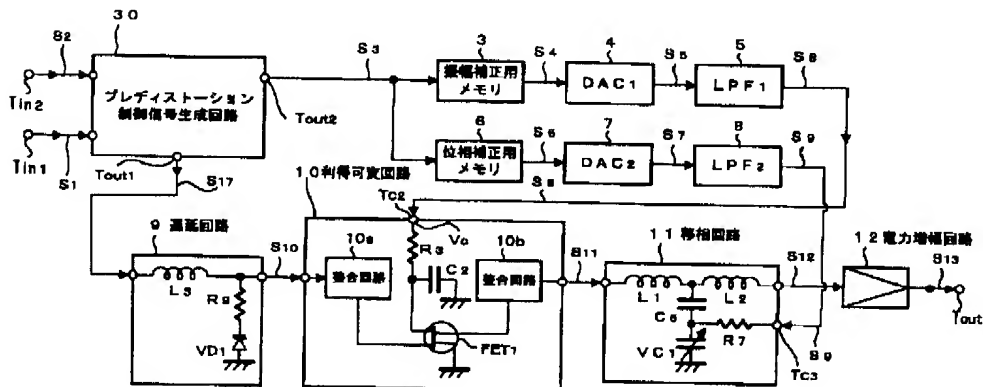 30
S2
Tin2
プレディストーション
制御信号生成回路
Tin1
S1
Tout1
Tout2
S17
S3
3
振幅補正用
メモリ
S4
4
DAC1
S5
5
LPF1
S8
6
位相補正用
メモリ
S6
7
DAC2
S7
8
LPF2
S9
S8
9 遅延回路
L3
R9
VD1
S10
10利得可変回路
TC2
Vc
10a
整合回路
R3
C2
10b
整合回路
FET1
S11
11 移相回路
L1
L2
C5
R7
VC1
TC3
S12
S9
12電力増幅回路
S13
Tout